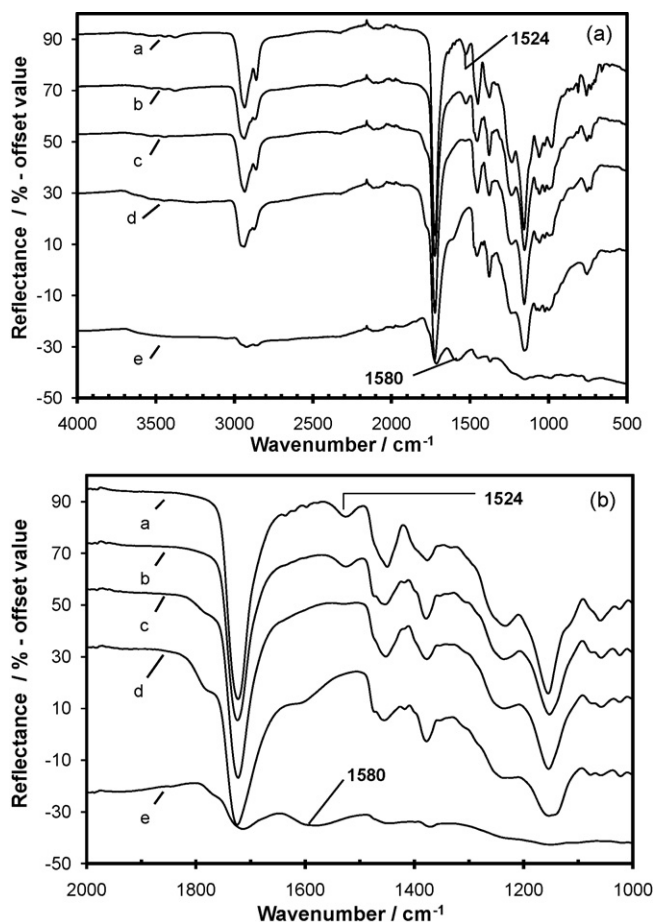 (a)
1524
90
70
50
30
10
-10
-30
-50
a
b
c
d
e
1580
4000 3500 3000 2500 2000 1500 1000 500
Wavenumber / cm-1
Reflectance / % - offset value
(b)
1524
90
70
50
30
10
-10
-30
-50
a
b
c
d
e
1580
2000 1800 1600 1400 1200 1000
Wavenumber / cm-1
Reflectance / % - offset value